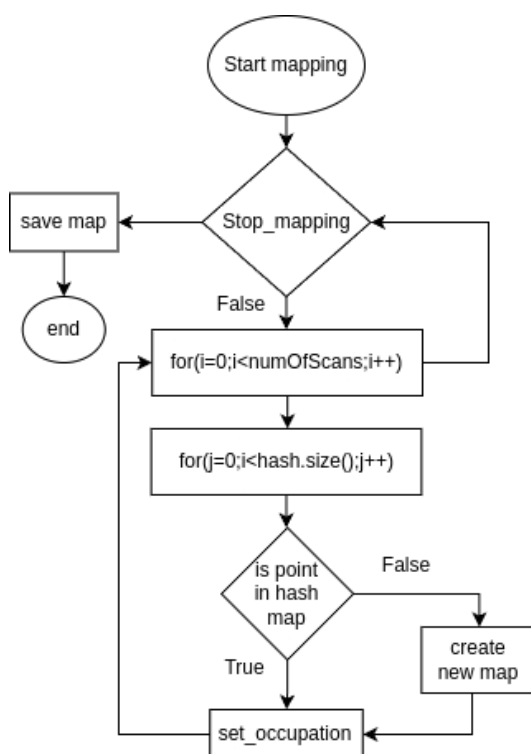 Start mapping
Stop_mapping
save map
end
False
for(i=0;i<numOfScans;i++)
for(j=0;i<hash.size();j++)
is point
in hash
map
False
create
new map
True
set_occupation